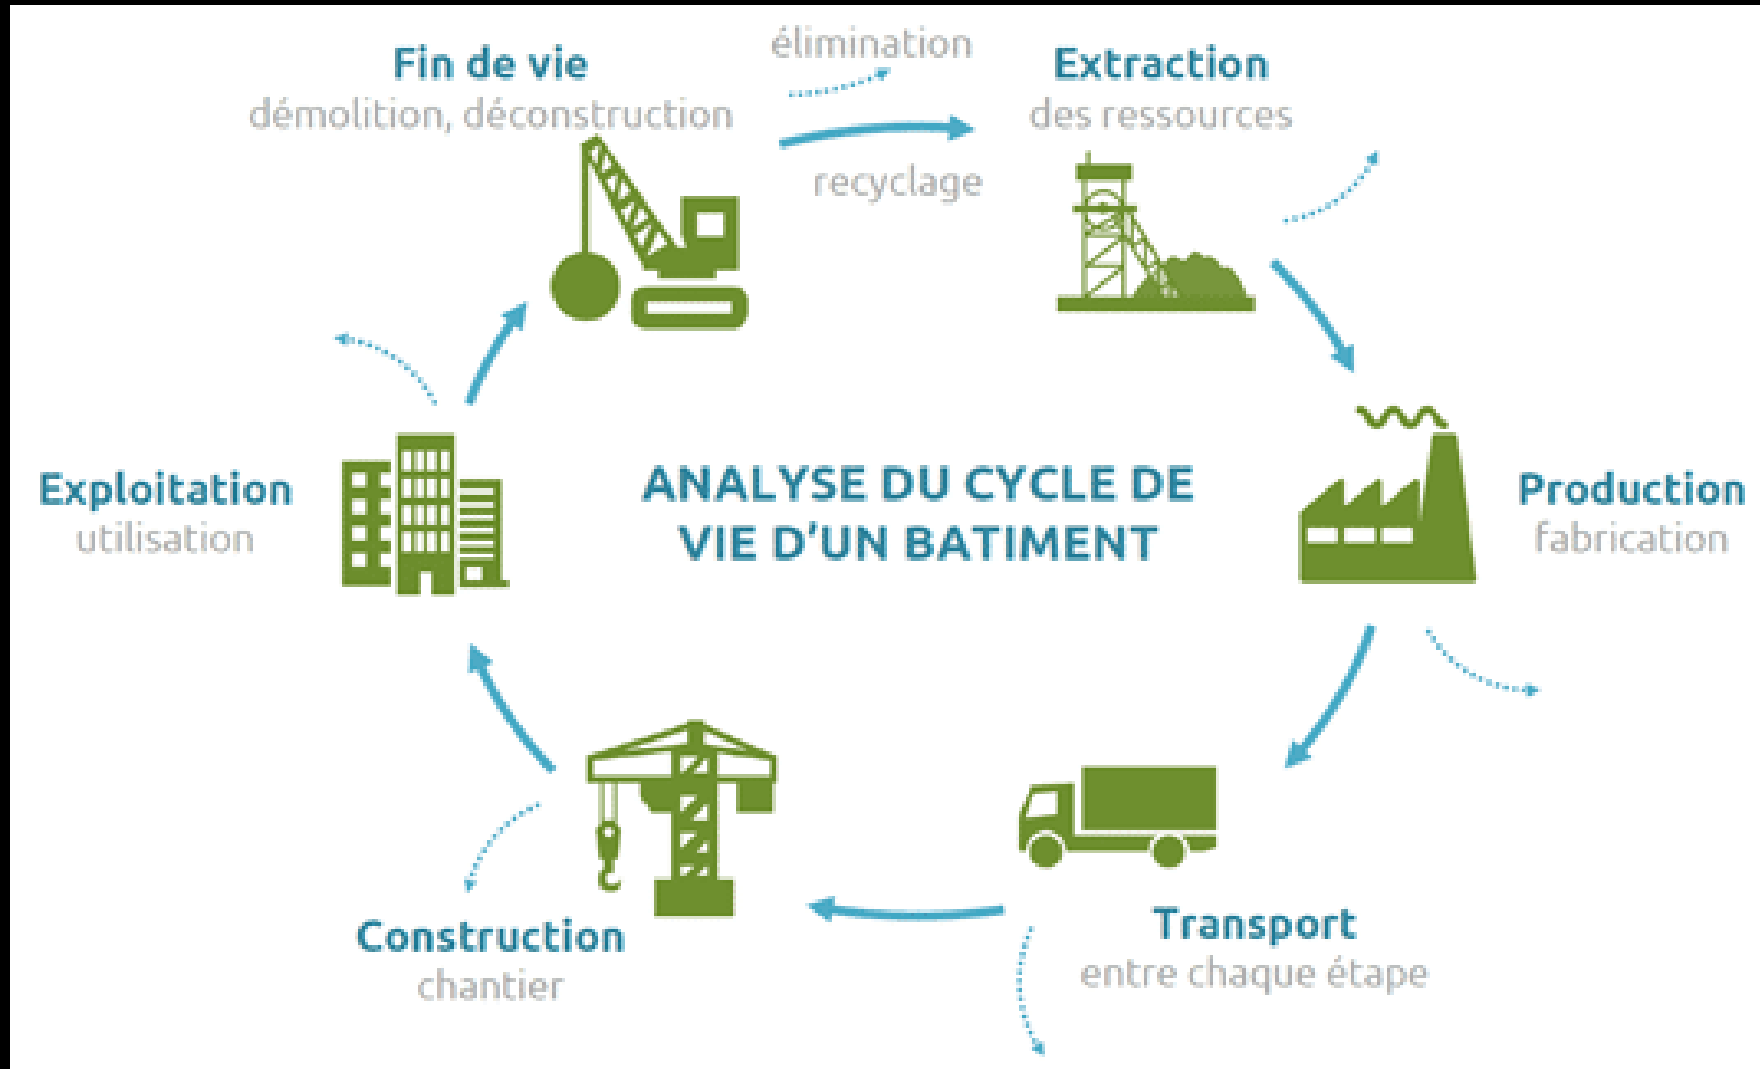 Fin de vie
démolition, déconstruction
élimination
recyclage
Extraction
des ressources
Production
fabrication
Transport
entre chaque étape
Construction
chantier
Exploitation
utilisation
ANALYSE DU CYCLE DE
VIE D'UN BATIMENT